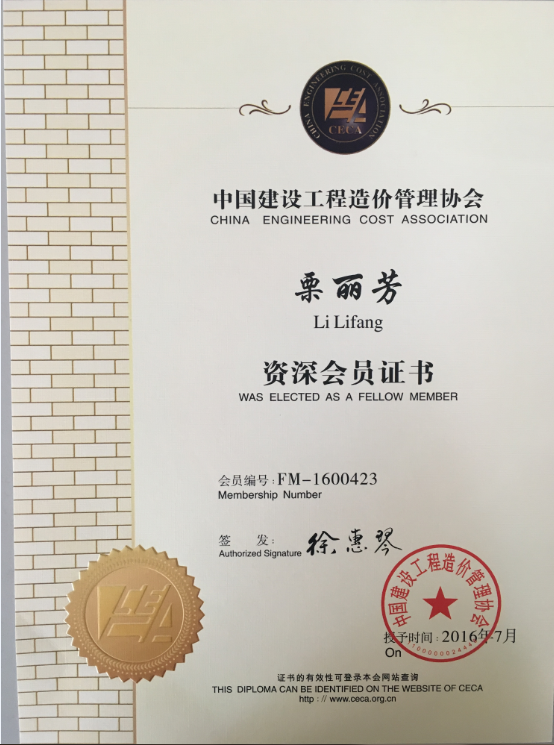 CHINA ENGINEERING COST ASSOCIATION
CECA
中国建设工程造价管理协会
CHINA ENGINEERING COST ASSOCIATION
栗丽芳
Li Lifang
资深会员证书
WAS ELECTED AS A FELLOW MEMBER
会员编号：FM-1600423
Membership Number
签 发：徐惠琴
Authorized Signature
中国建设工程造价管理协会
授予时间：2016年7月
On
证书的有效性可登录本会网站查询
THIS DIPLOMA CAN BE IDENTIFIED ON THE WEBSITE OF CECA
http：// www.ceca.org.cn